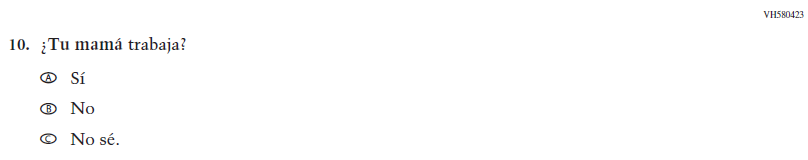 VH580423
10. ¿Tu mamá trabaja?
A Sí
B No
C No sé.